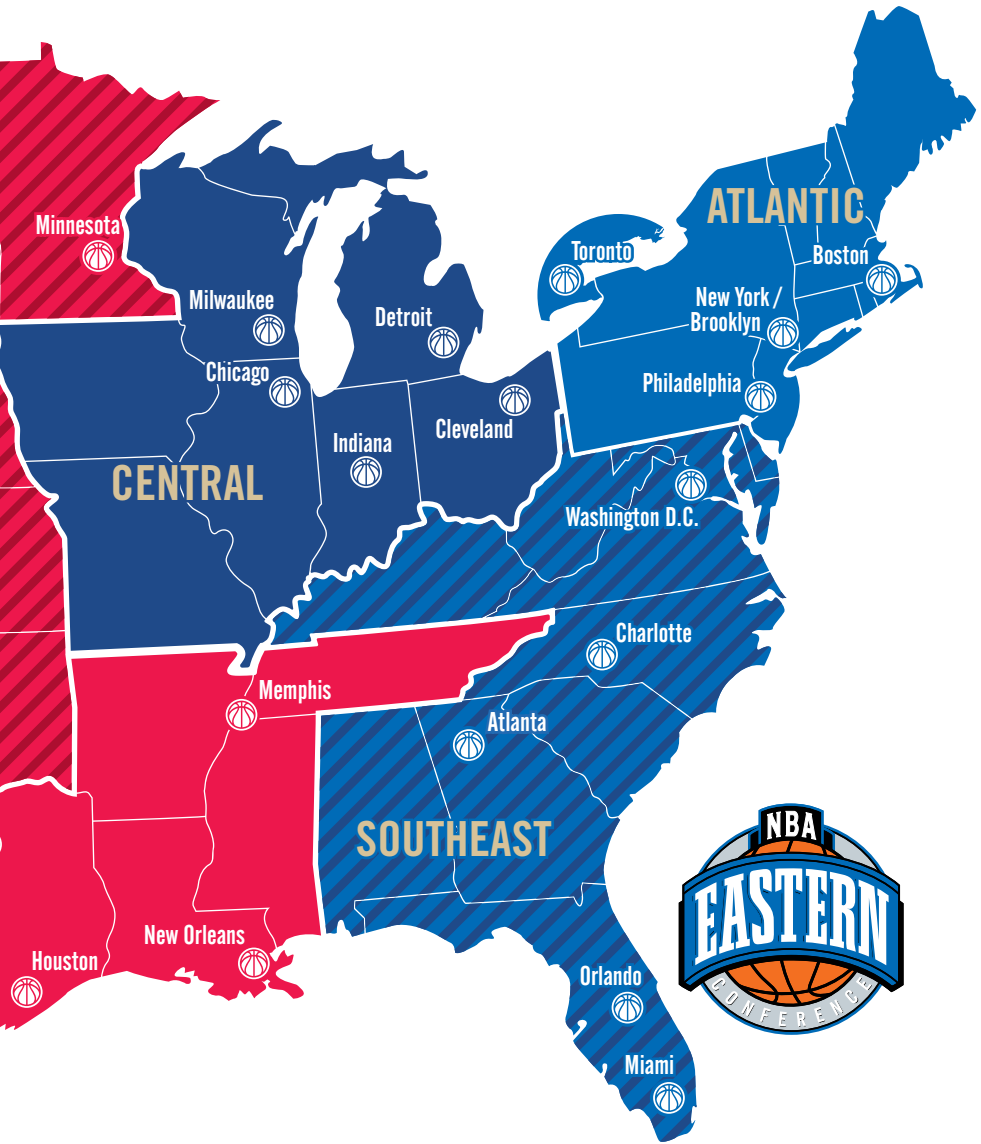 ATLANTIC
Minnesota
Toronto
Boston
Milwaukee
New York /
Brooklyn
Detroit
Chicago
Philadelphia
Cleveland
Indiana
CENTRAL
Washington D.C.
Charlotte
Memphis
Atlanta
SOUTHEAST
NBA
EASTERN
CONFERENCE
New Orleans
Houston
Orlando
Miami